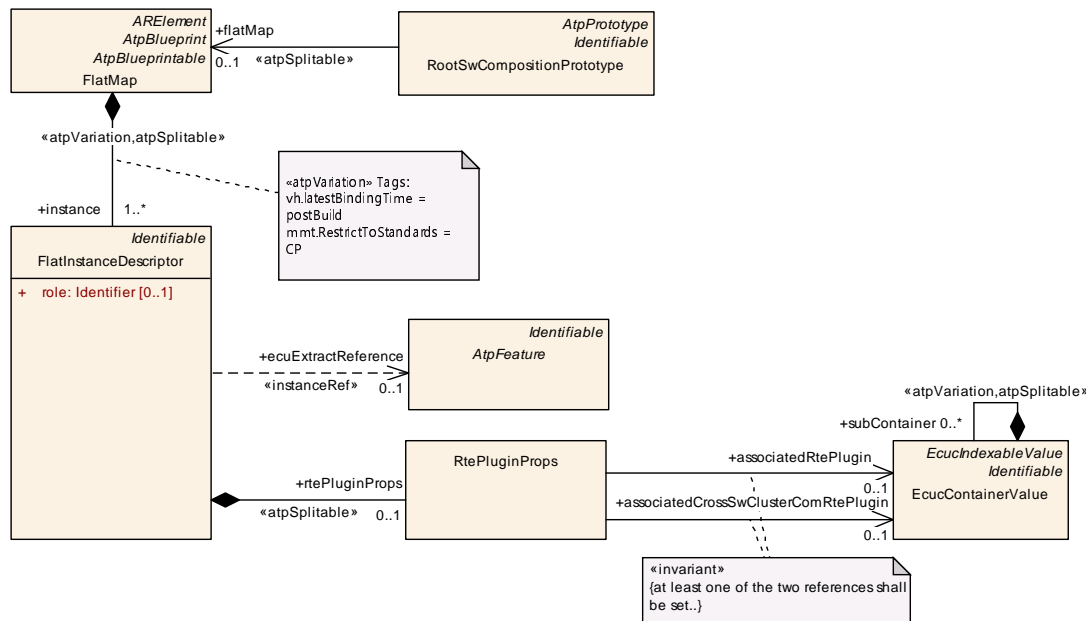 ARElement
AtpBlueprint
AtpBlueprintable
FlatMap
+flatMap
0..1
«atpSplitable»
AtpPrototype
Identifiable
RootSwCompositionPrototype
«atpVariation,atpSplitable»
+instance
1..*
«atpVariation» Tags:
vh.latestBindingTime =
postBuild
mmt.RestrictToStandards =
CP
Identifiable
FlatInstanceDescriptor
+ role: Identifier [0..1]
+ecuExtractReference
«instanceRef»
0..1
Identifiable
AtpFeature
+rtePluginProps
«atpSplitable»
0..1
RtePluginProps
+associatedRtePlugin
0..1
+associatedCrossSwClusterComRtePlugin
0..1
«atpVariation,atpSplitable»
+subContainer 0..*
EcucIndexableValue
Identifiable
EcucContainerValue
«invariant»
{at least one of the two references shall
be set..}